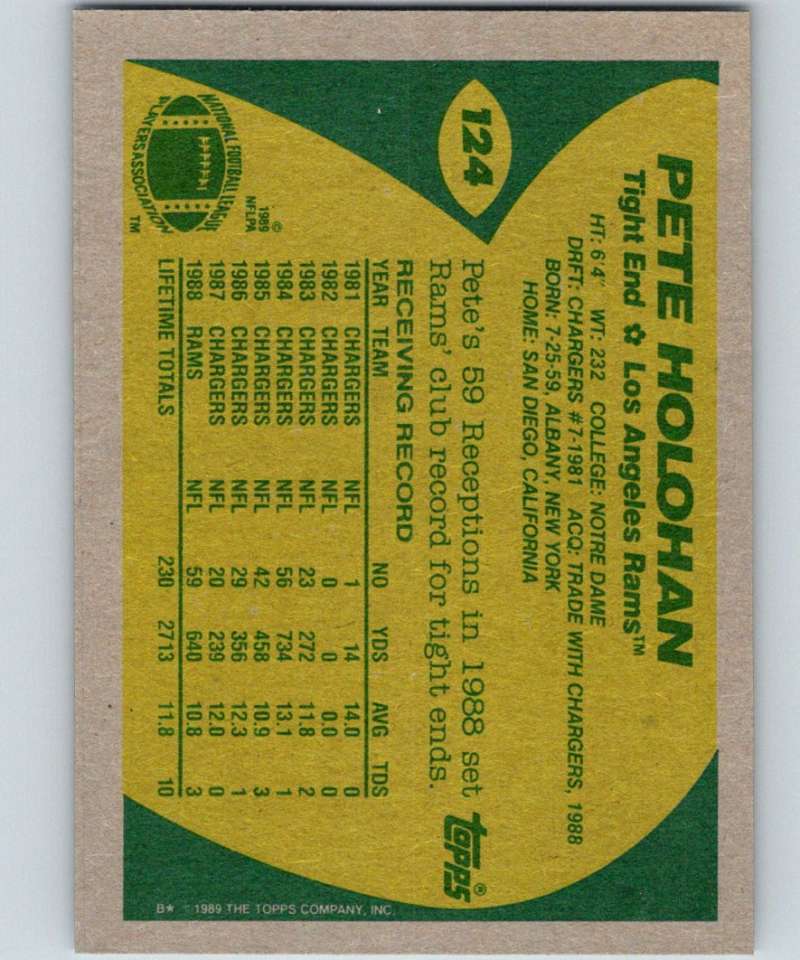 124
PETE HOLOHAN
Tight End ✿ Los Angeles Rams™
HT: 6'4" WT: 232 COLLEGE: NOTRE DAME
DRFT: CHARGERS #7-1981 ACQ: TRADE WITH CHARGERS, 1988
BORN: 7-25-59, ALBANY, NEW YORK
HOME: SAN DIEGO, CALIFORNIA
Pete's 59 Receptions in 1988 set
Rams' club record for tight ends.
topps®
RECEIVING RECORD
YEAR TEAM NO YDS AVG TDS
1981 CHARGERS NFL 1 14 14.0 0
1982 CHARGERS NFL 0 0 0.0 0
1983 CHARGERS NFL 23 272 11.8 2
1984 CHARGERS NFL 56 734 13.1 1
1985 CHARGERS NFL 42 458 10.9 3
1986 CHARGERS NFL 29 356 12.3 1
1987 CHARGERS NFL 20 239 12.0 0
1988 RAMS NFL 59 640 10.8 3
LIFETIME TOTALS 230 2713 11.8 10
NATIONAL FOOTBALL LEAGUE
PLAYERS ASSOCIATION
TM
©
1989
NFLPA
B* © 1989 THE TOPPS COMPANY, INC.